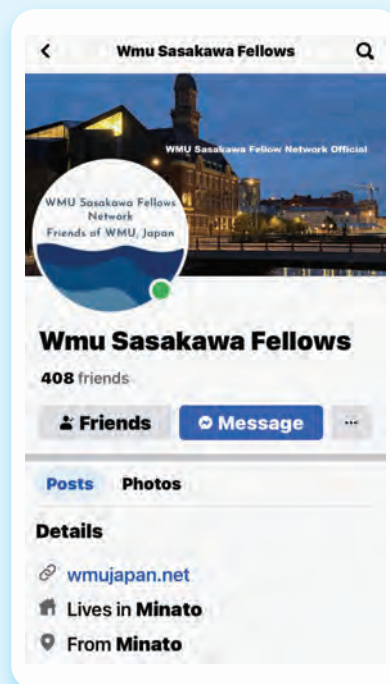 Wmu Sasakawa Fellows
WMU Sasakawa Fellow Network Official
WMU Sasakawa Fellows
Network
Friends of WMU, Japan
Wmu Sasakawa Fellows
408 friends
Friends
Message
Posts Photos
Details
wmujapan.net
Lives in Minato
From Minato